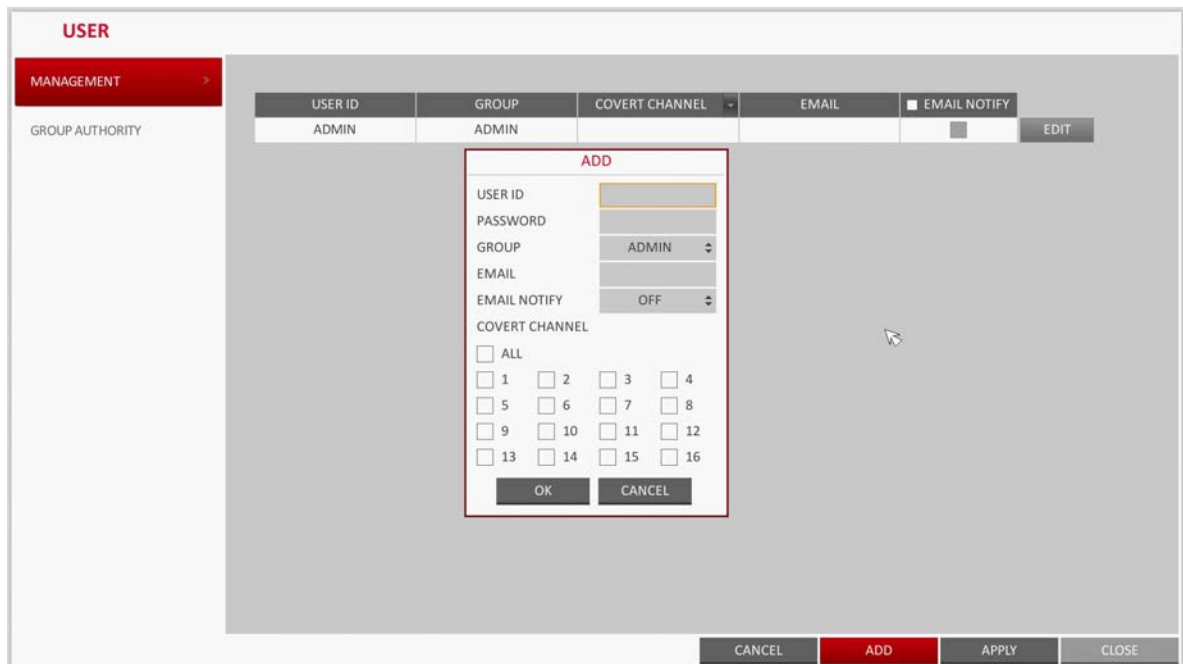 USER
MANAGEMENT >
GROUP AUTHORITY
USER ID GROUP COVERT CHANNEL EMAIL EMAIL NOTIFY
ADMIN ADMIN EDIT
ADD
USER ID
PASSWORD
GROUP ADMIN
EMAIL
EMAIL NOTIFY OFF
COVERT CHANNEL
ALL
1 2 3 4
5 6 7 8
9 10 11 12
13 14 15 16
OK CANCEL
CANCEL ADD APPLY CLOSE